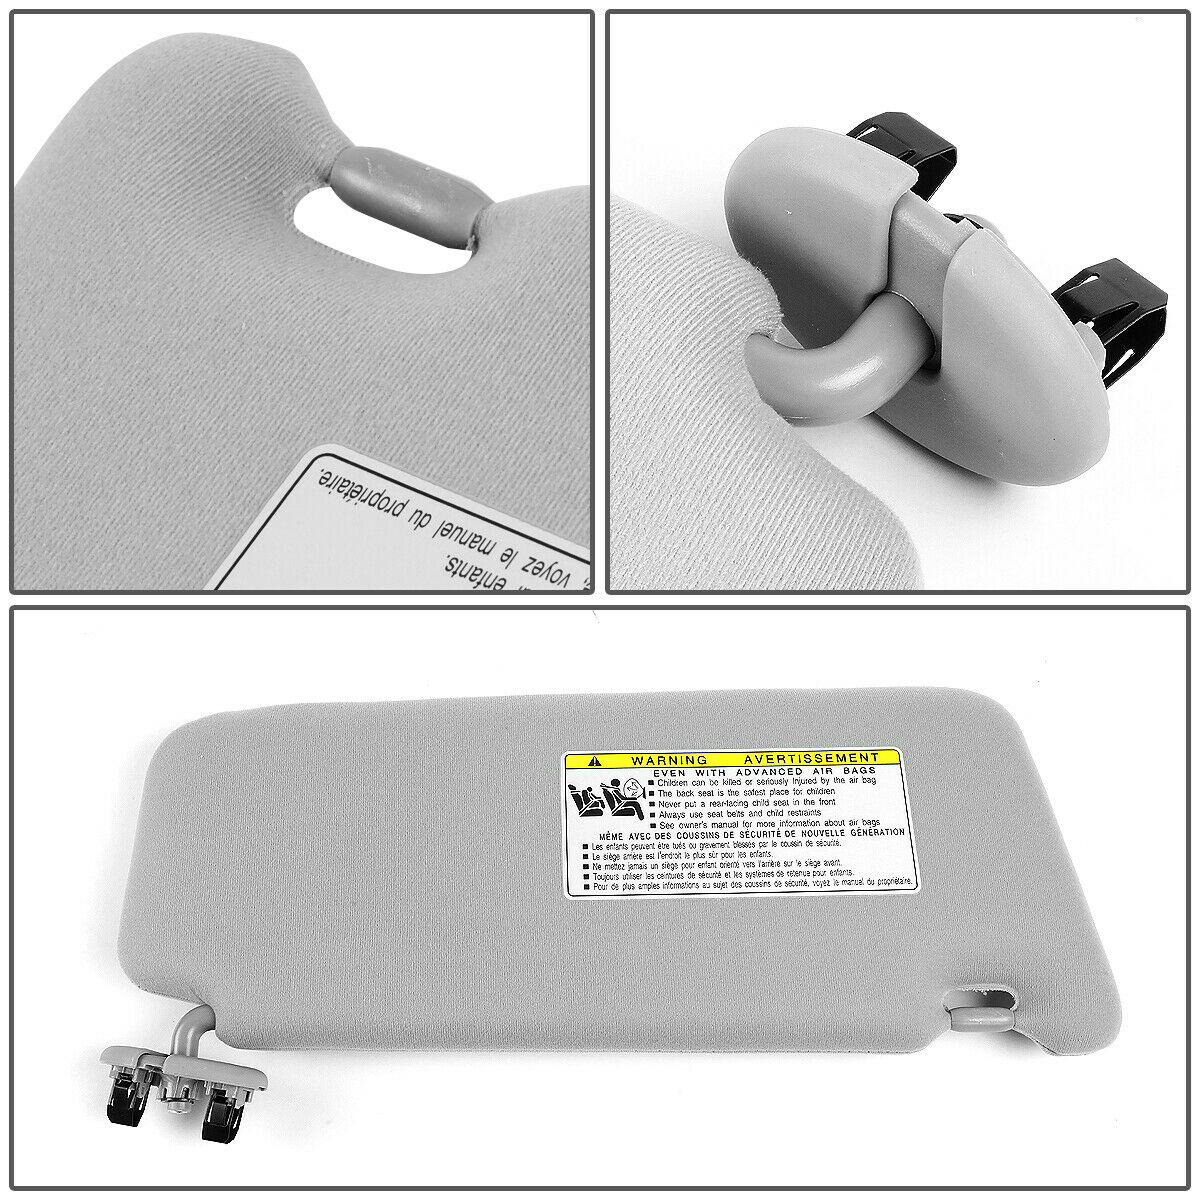 propriétaire.
voyez le manuel du
enfants.
WARNING AVERTISSEMENT
EVEN WITH ADVANCED AIR BAGS
■ Children can be killed or seriously injured by the air bag
■ The back seat is the safest place for children
■ Never put a rear-facing child seat in the front
■ Always use seat belts and child restraints
■ See owner's manual for more information about air bags
MÊME AVEC DES COUSSINS DE SÉCURITÉ DE NOUVELLE GÉNÉRATION
■ Les enfants peuvent être tués ou gravement blessés par le coussin de sécurité.
■ Le siège arrière est l'endroit le plus sûr pour les enfants.
■ Ne mettez jamais un siège pour enfant orienté vers l'arrière sur le siège avant.
■ Toujours utiliser les ceintures de sécurité et les systèmes de retenue pour enfants.
■ Pour de plus amples informations au sujet des coussins de sécurité, voyez le manuel du propriétaire.